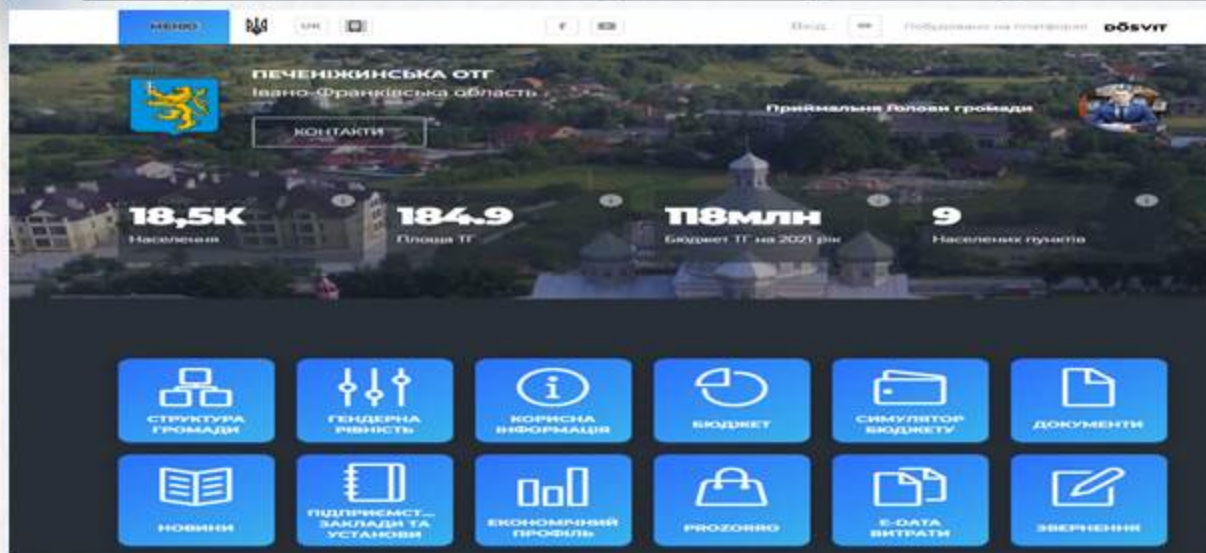 МЕНЮ
UK
Вхід
Побудовано на платформі DOSVIT
ПЕЧЕНІЖИНСЬКА ОТГ
Івано-Франківська область
КОНТАКТИ
Приймальня Голови громади
18,5К
Населення
184.9
Площа ТГ
118млн
Бюджет ТГ на 2021 рік
9
Населених пунктів
СТРУКТУРА
ГРОМАДИ
ГЕНДЕРНА
РІВНІСТЬ
КОРИСНА
ІНФОРМАЦІЯ
БЮДЖЕТ
СИМУЛЯТОР
БЮДЖЕТУ
ДОКУМЕНТИ
НОВИНИ
ПІДПРИЄМСТ...
ЗАКЛАДИ ТА
УСТАНОВИ
ЕКОНОМІЧНИЙ
ПРОФІЛЬ
PROZORRO
E-DATA
ВИТРАТИ
ЗВЕРНЕННЯ